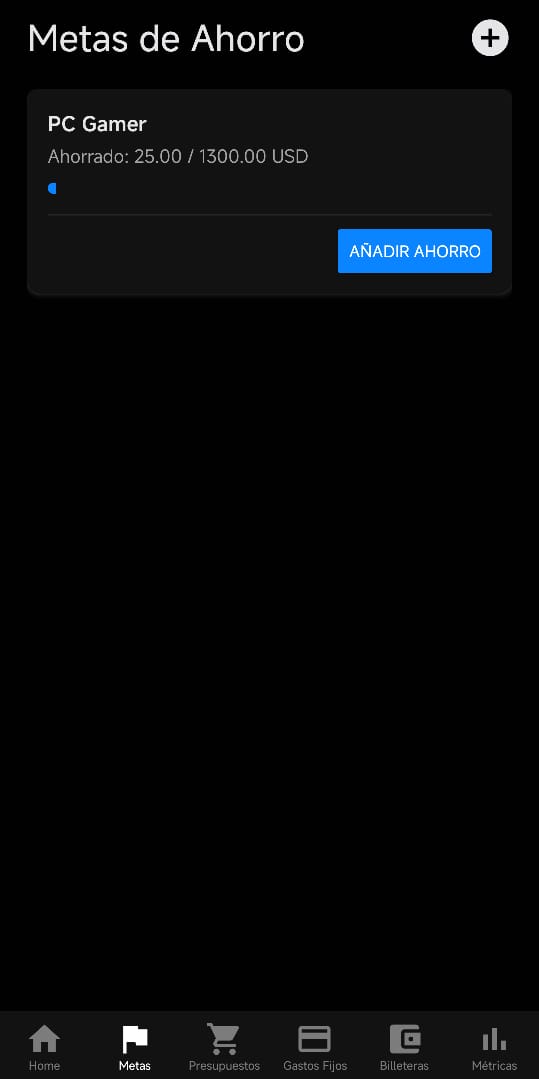 Metas de Ahorro
PC Gamer
Ahorrado: 25.00 / 1300.00 USD
AÑADIR AHORRO
Home
Metas
Presupuestos
Gastos Fijos
Billeteras
Métricas